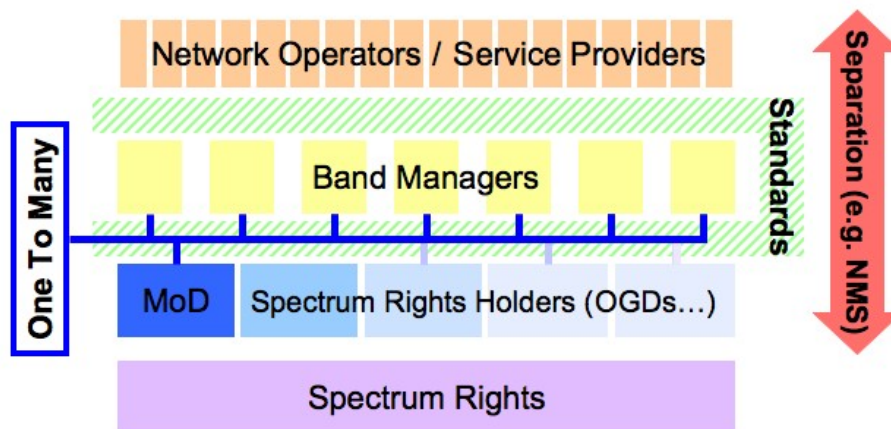 Network Operators / Service Providers
Separation (e.g. NMS)
Standards
One To Many
Band Managers
MoD
Spectrum Rights Holders (OGDs…)
Spectrum Rights